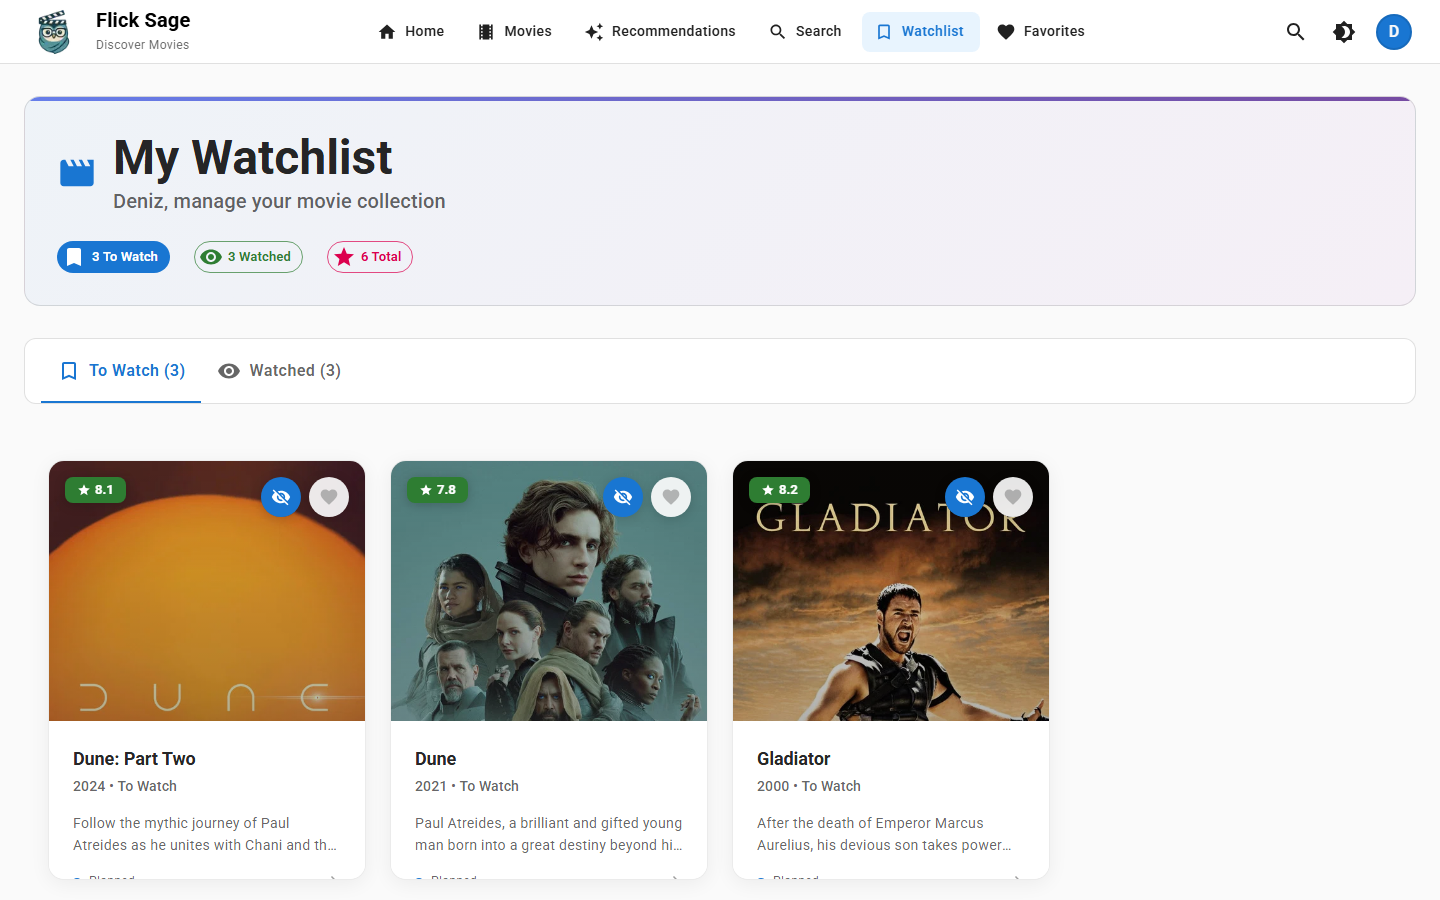 Flick Sage
Discover Movies
Home
Movies
Recommendations
Search
Watchlist
Favorites
D
My Watchlist
Deniz, manage your movie collection
3 To Watch
3 Watched
6 Total
To Watch (3)
Watched (3)
8.1
DUNE
Dune: Part Two
2024 • To Watch
Follow the mythic journey of Paul
Atreides as he unites with Chani and th…
Planned
7.8
Dune
2021 • To Watch
Paul Atreides, a brilliant and gifted young
man born into a great destiny beyond hi…
Planned
8.2
GLADIATOR
Gladiator
2000 • To Watch
After the death of Emperor Marcus
Aurelius, his devious son takes power…
Planned